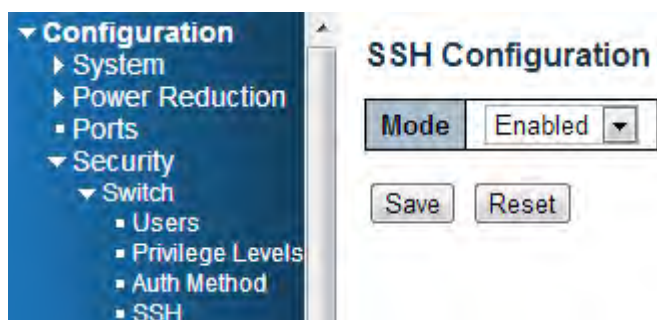 Configuration
System
Power Reduction
Ports
Security
Switch
Users
Privilege Levels
Auth Method
SSH
SSH Configuration
Mode Enabled
Save Reset